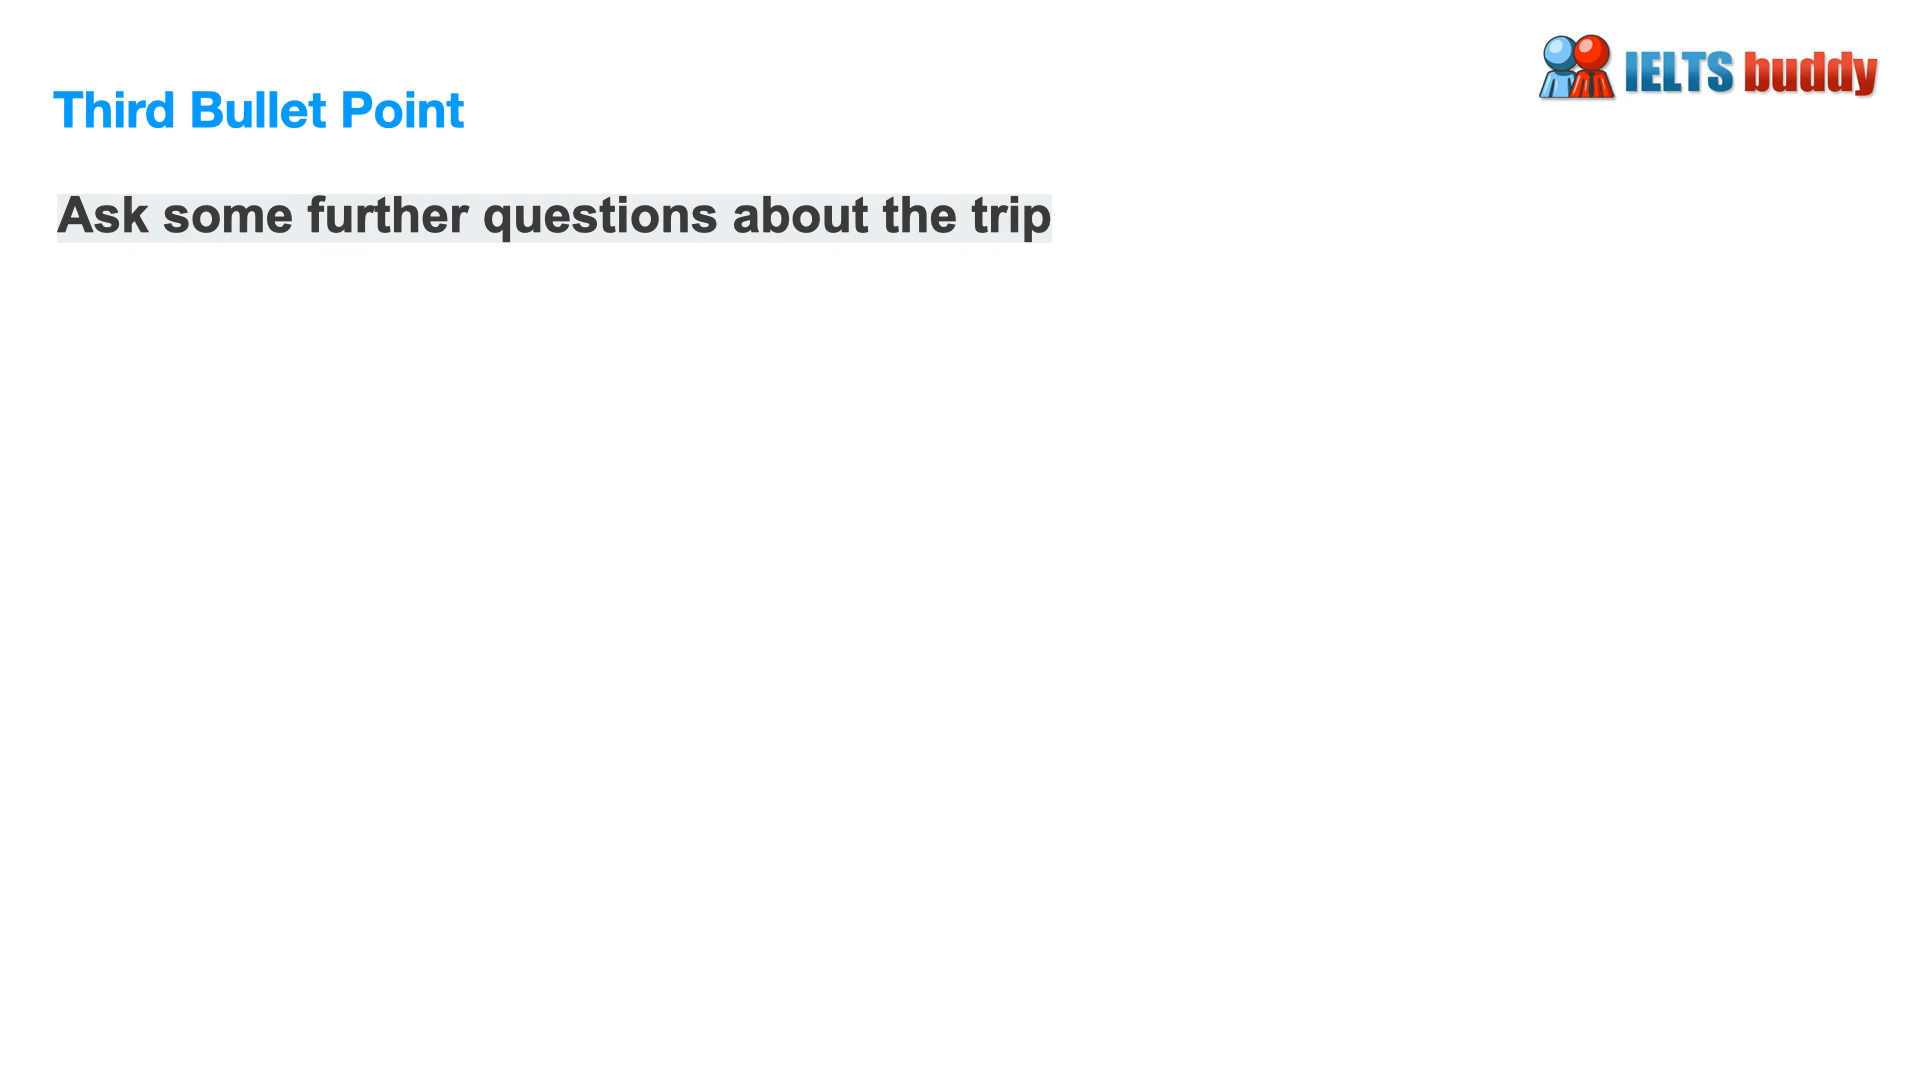 IELTS buddy
Third Bullet Point
Ask some further questions about the trip